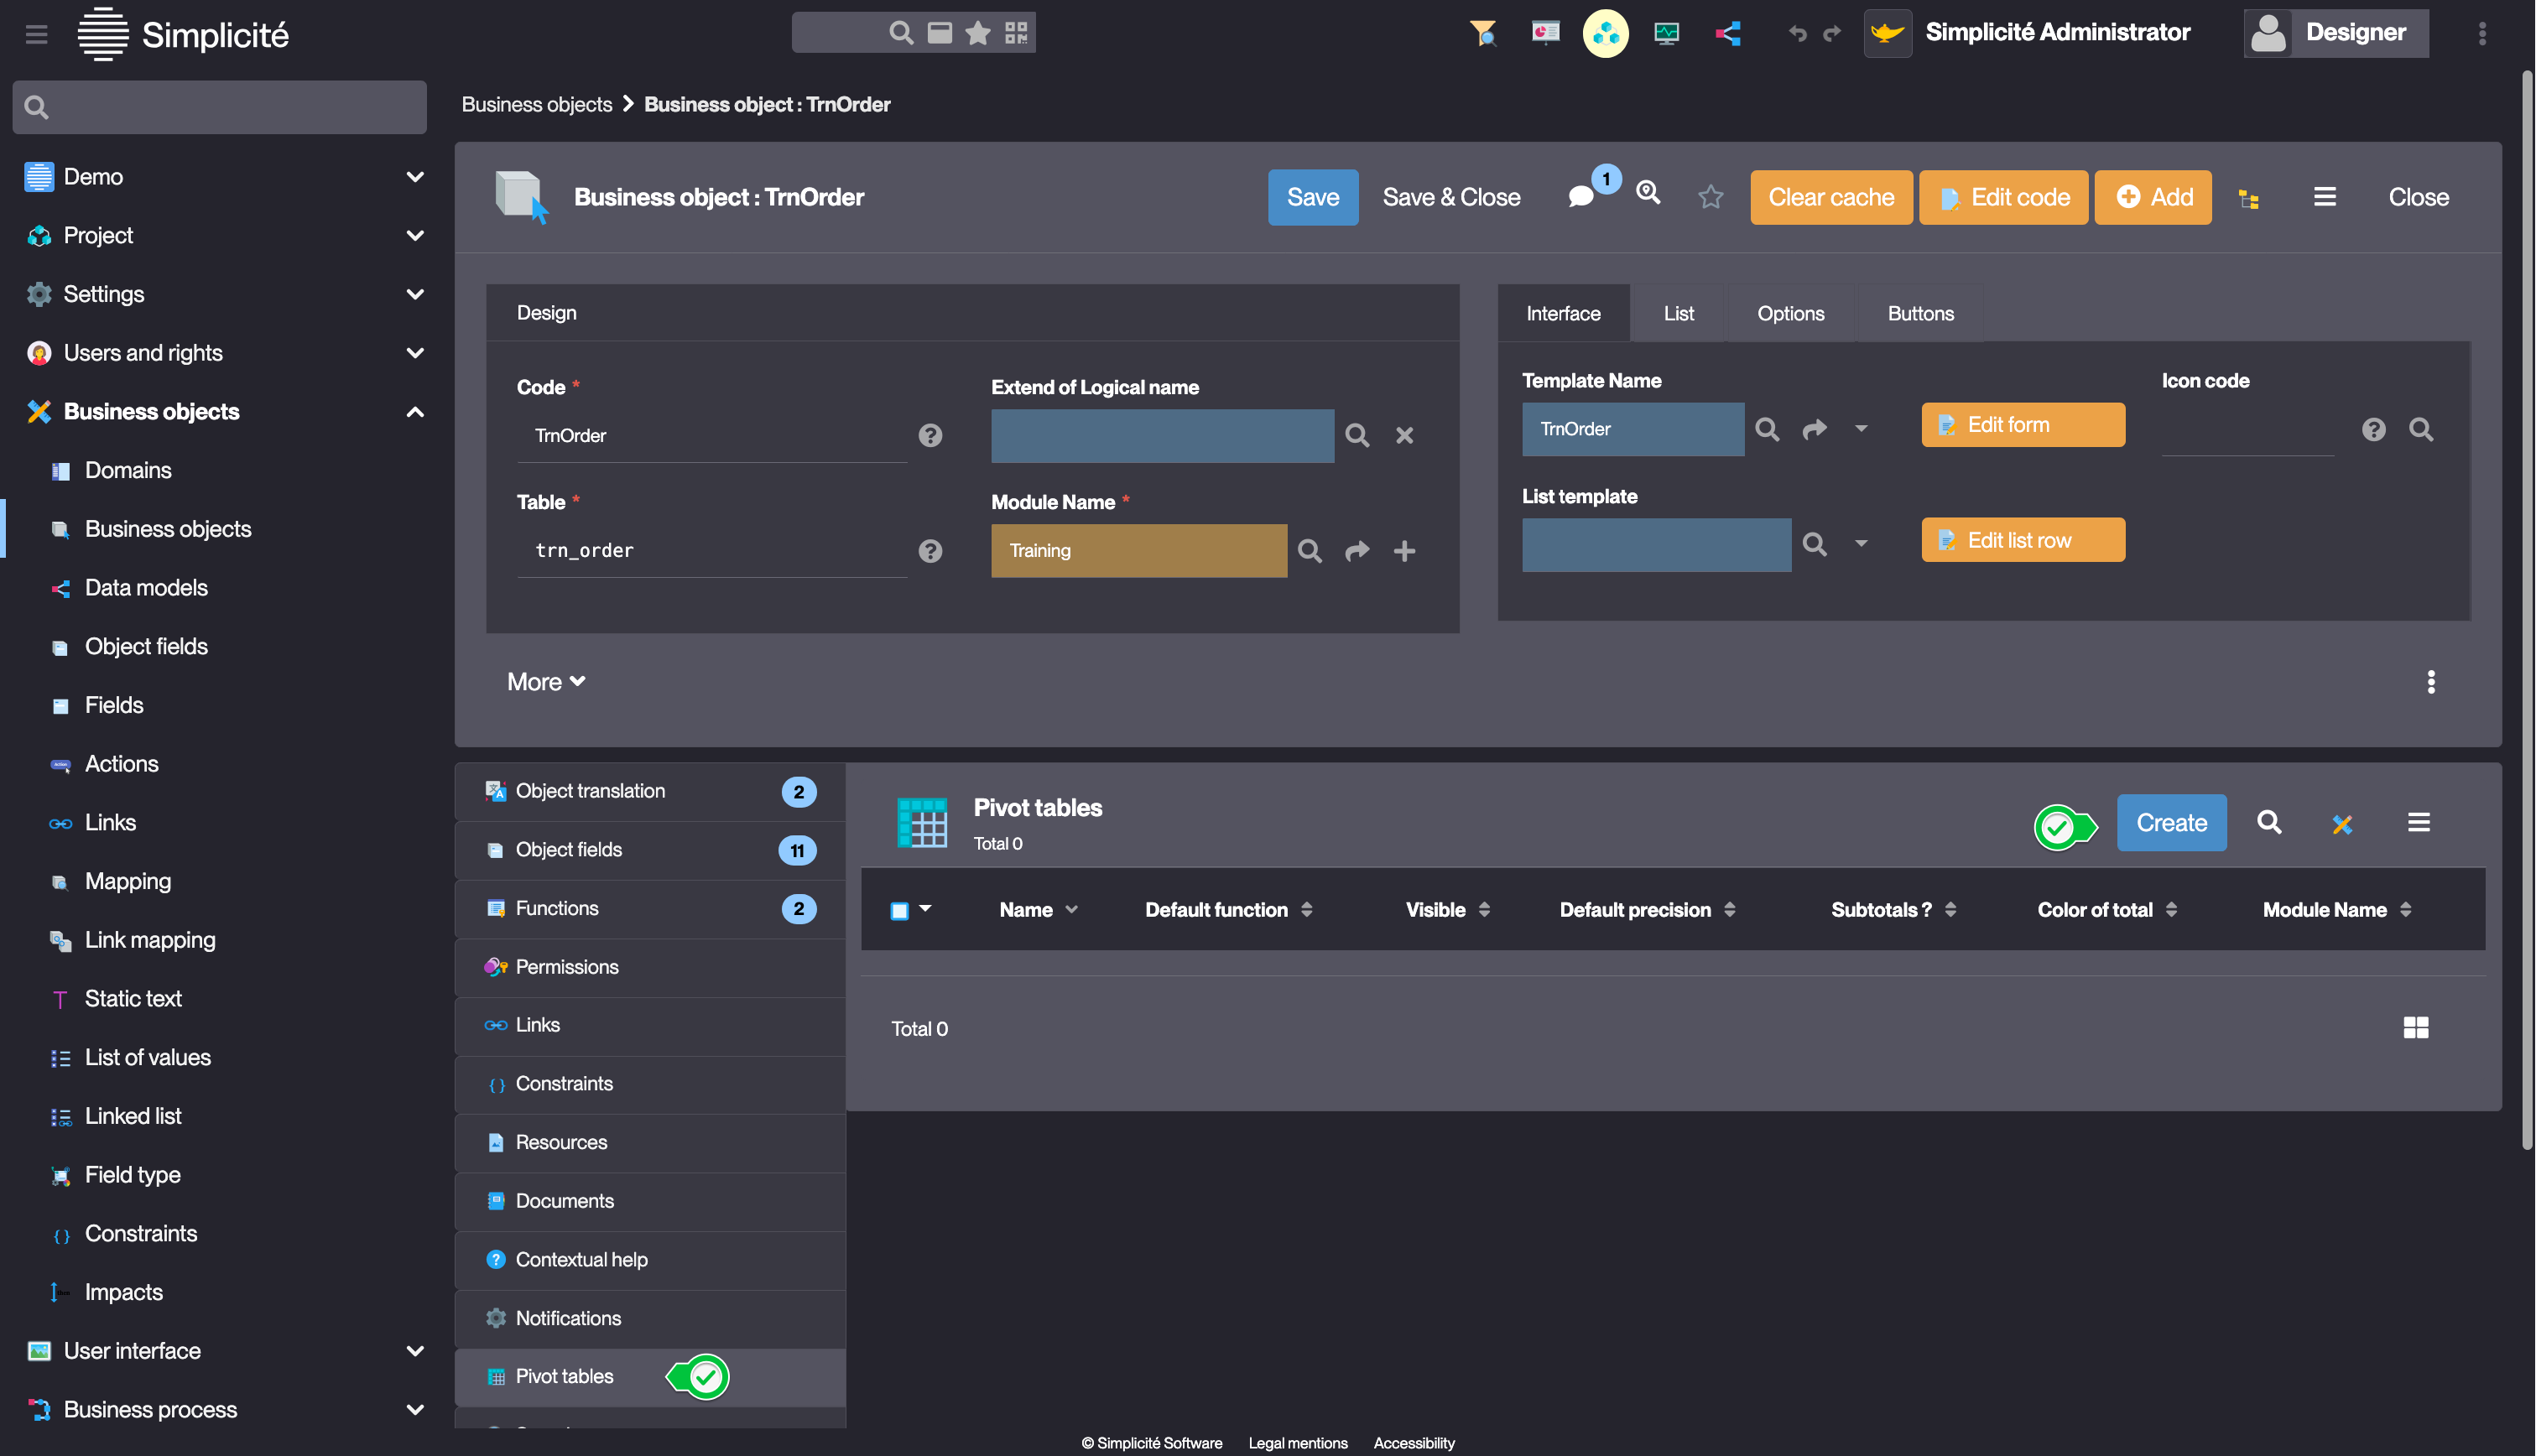 Simplicité
Simplicité Administrator
Designer
Business objects
Business object : TrnOrder
Demo
Project
Settings
Users and rights
Business objects
Domains
Business objects
Data models
Object fields
Fields
Actions
Links
Mapping
Link mapping
Static text
List of values
Linked list
Field type
Constraints
Impacts
User interface
Business process
Business object : TrnOrder
Save
Save & Close
1
Clear cache
Edit code
Add
Close
Design
Code *
TrnOrder
Extend of Logical name
Table *
trn_order
Module Name *
Training
Interface
List
Options
Buttons
Template Name
TrnOrder
Edit form
Icon code
List template
Edit list row
More
Object translation
2
Object fields
11
Functions
2
Permissions
Links
Constraints
Resources
Documents
Contextual help
Notifications
Pivot tables
Pivot tables
Total 0
Create
Name
Default function
Visible
Default precision
Subtotals ?
Color of total
Module Name
Total 0
© Simplicité Software
Legal mentions
Accessibility